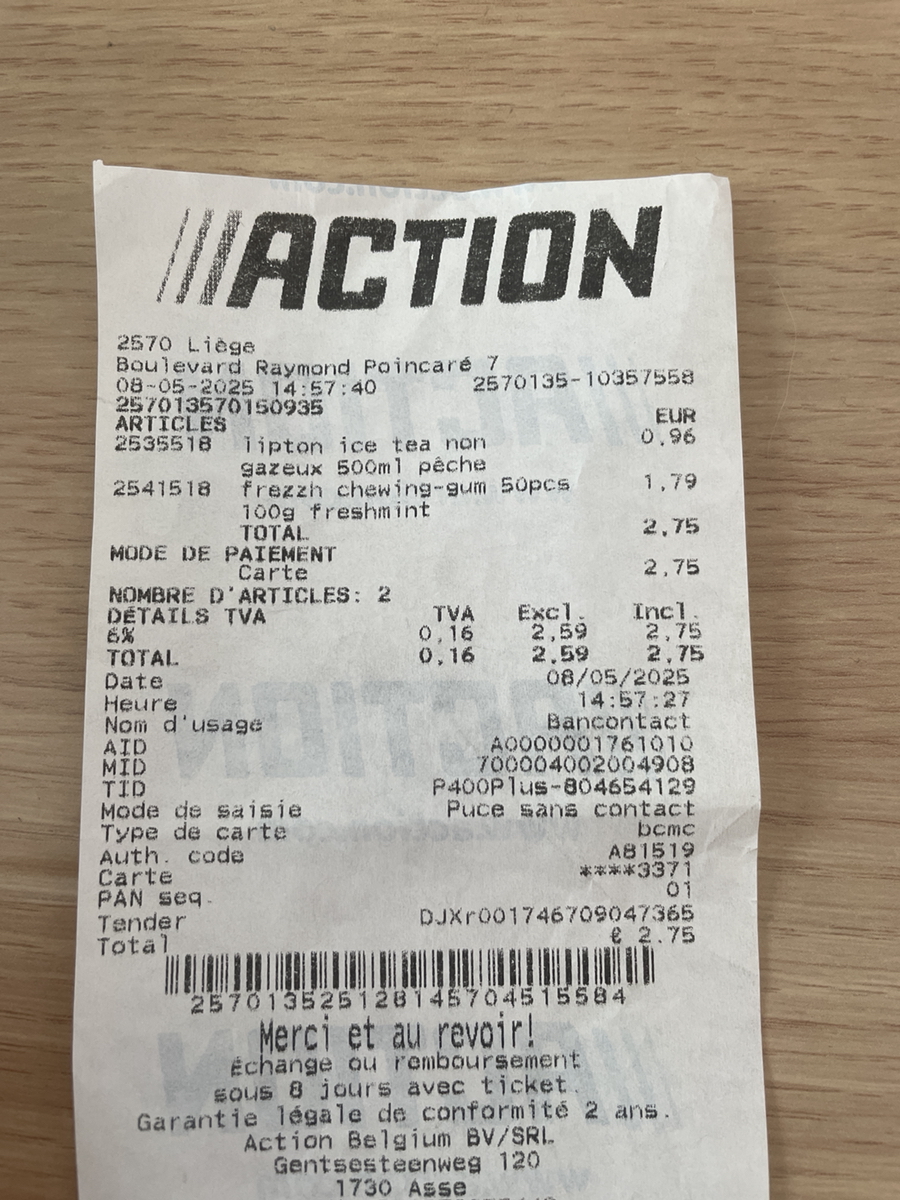 ACTION
2570 Liège
Boulevard Raymond Poincaré 7
08-05-2025 14:57:40 2570135-10357558
257013570150935
ARTICLES EUR
2535518 lipton ice tea non 0,96
gazeux 500ml pêche
2541518 frezzh chewing-gum 50pcs 1,79
100g freshmint
TOTAL 2,75
MODE DE PAIEMENT
Carte 2,75
NOMBRE D'ARTICLES: 2
DÉTAILS TVA TVA Excl. Incl.
6% 0,16 2,59 2,75
TOTAL 0,16 2,59 2,75
Date 08/05/2025
Heure 14:57:27
Nom d'usage Bancontact
AID A0000001761010
MID 700004002004908
TID P400Plus-804654129
Mode de saisie Puce sans contact
Type de carte bcmc
Auth. code A81519
Carte ****3371
PAN seq. 01
Tender DJXr001746709047365
Total € 2.75
257013525128145704515584
Merci et au revoir!
Échange ou remboursement
sous 8 jours avec ticket.
Garantie légale de conformité 2 ans.
Action Belgium BV/SRL
Gentsesteenweg 120
1730 Asse